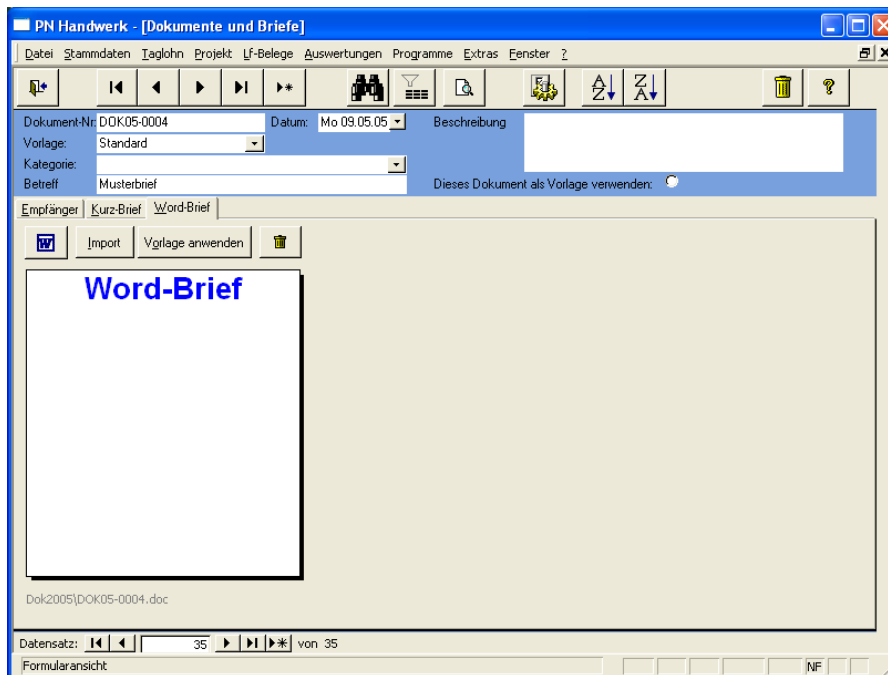 PN Handwerk - [Dokumente und Briefe]
Datei Stammdaten Taglohn Projekt Lf-Belege Auswertungen Programme Extras Fenster ?
Dokument-Nr: DOK05-0004 Datum: Mo 09.05.05 Beschreibung
Vorlage: Standard
Kategorie:
Betreff Musterbrief Dieses Dokument als Vorlage verwenden:
Empfänger Kurz-Brief Word-Brief
W Import Vorlage anwenden
Word-Brief
Dok2005\DOK05-0004.doc
Datensatz: 35 von 35
Formularansicht NF